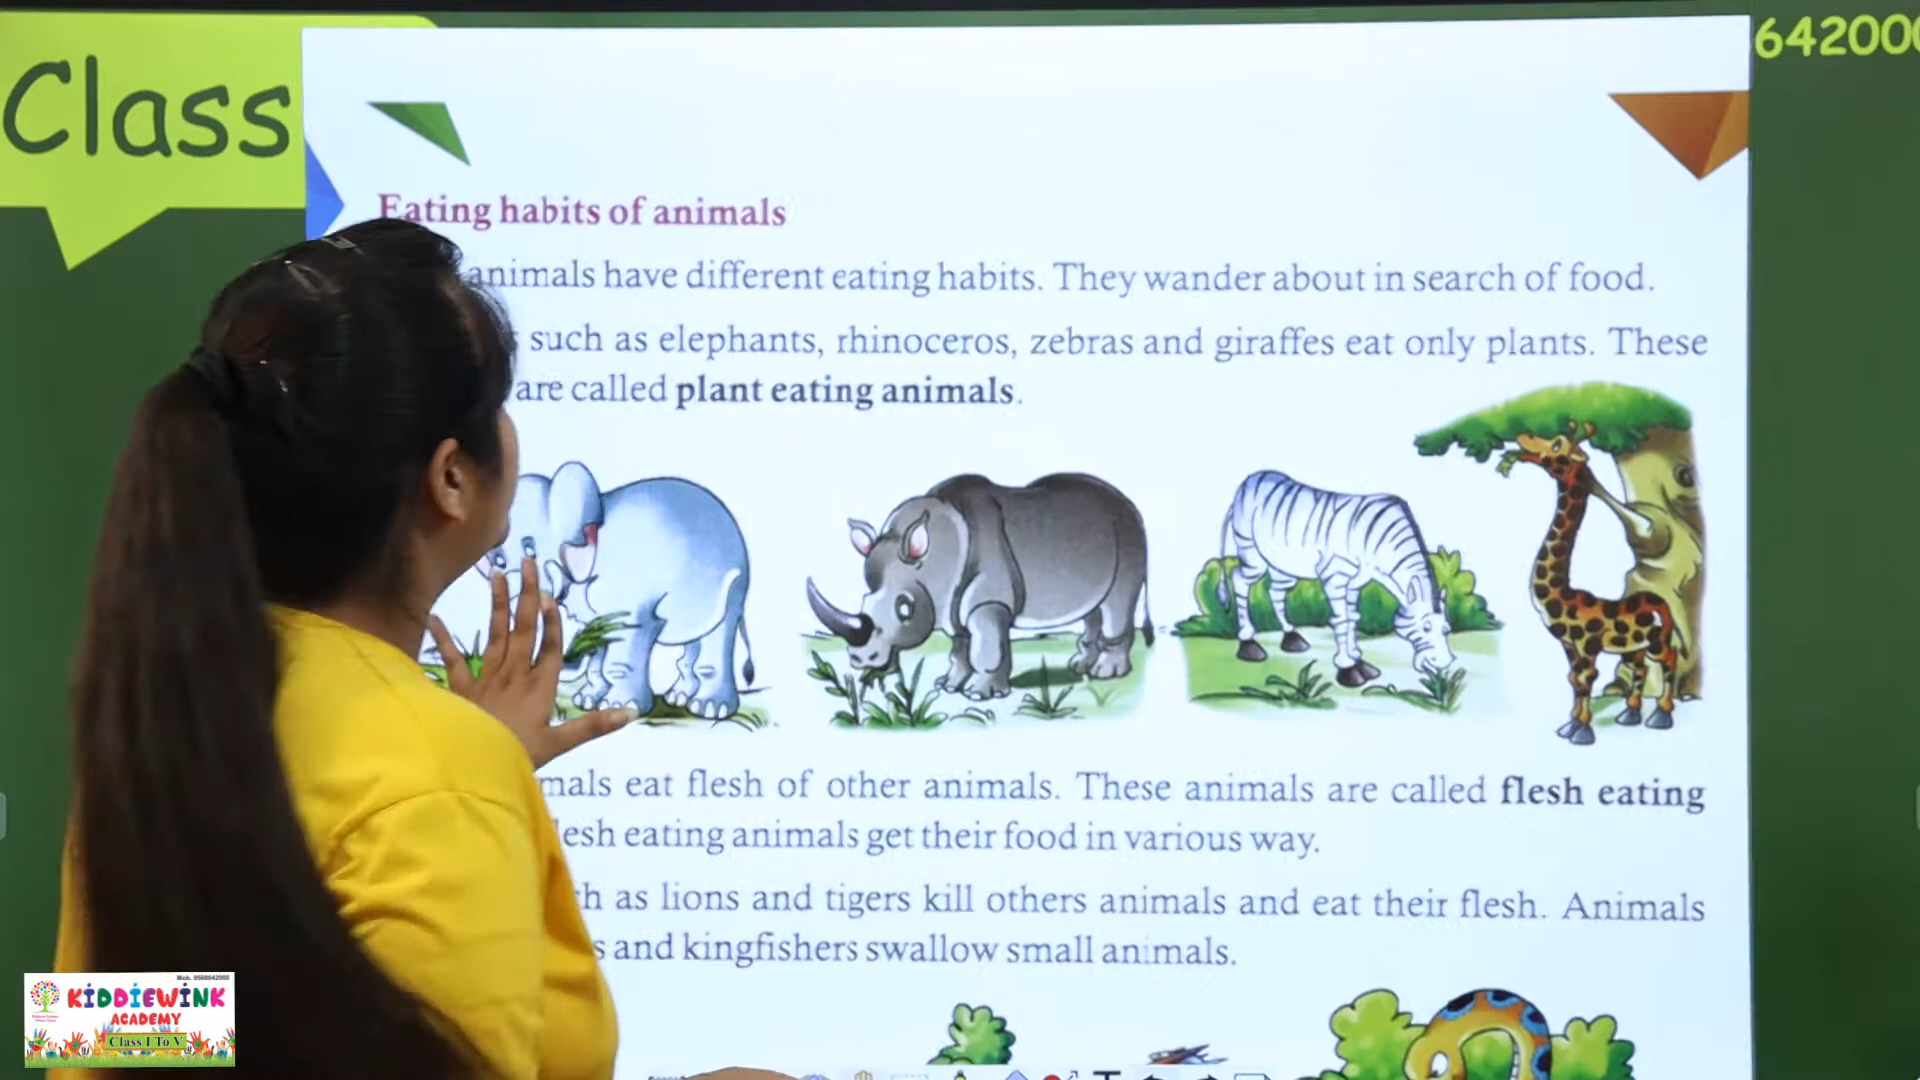 Class
642000
Eating habits of animals
animals have different eating habits. They wander about in search of food.
such as elephants, rhinoceros, zebras and giraffes eat only plants. These
are called plant eating animals.
mals eat flesh of other animals. These animals are called flesh eating
lesh eating animals get their food in various way.
h as lions and tigers kill others animals and eat their flesh. Animals
s and kingfishers swallow small animals.
Mob. 9568642000
KIDDIEWINK
ACADEMY
Class I To V